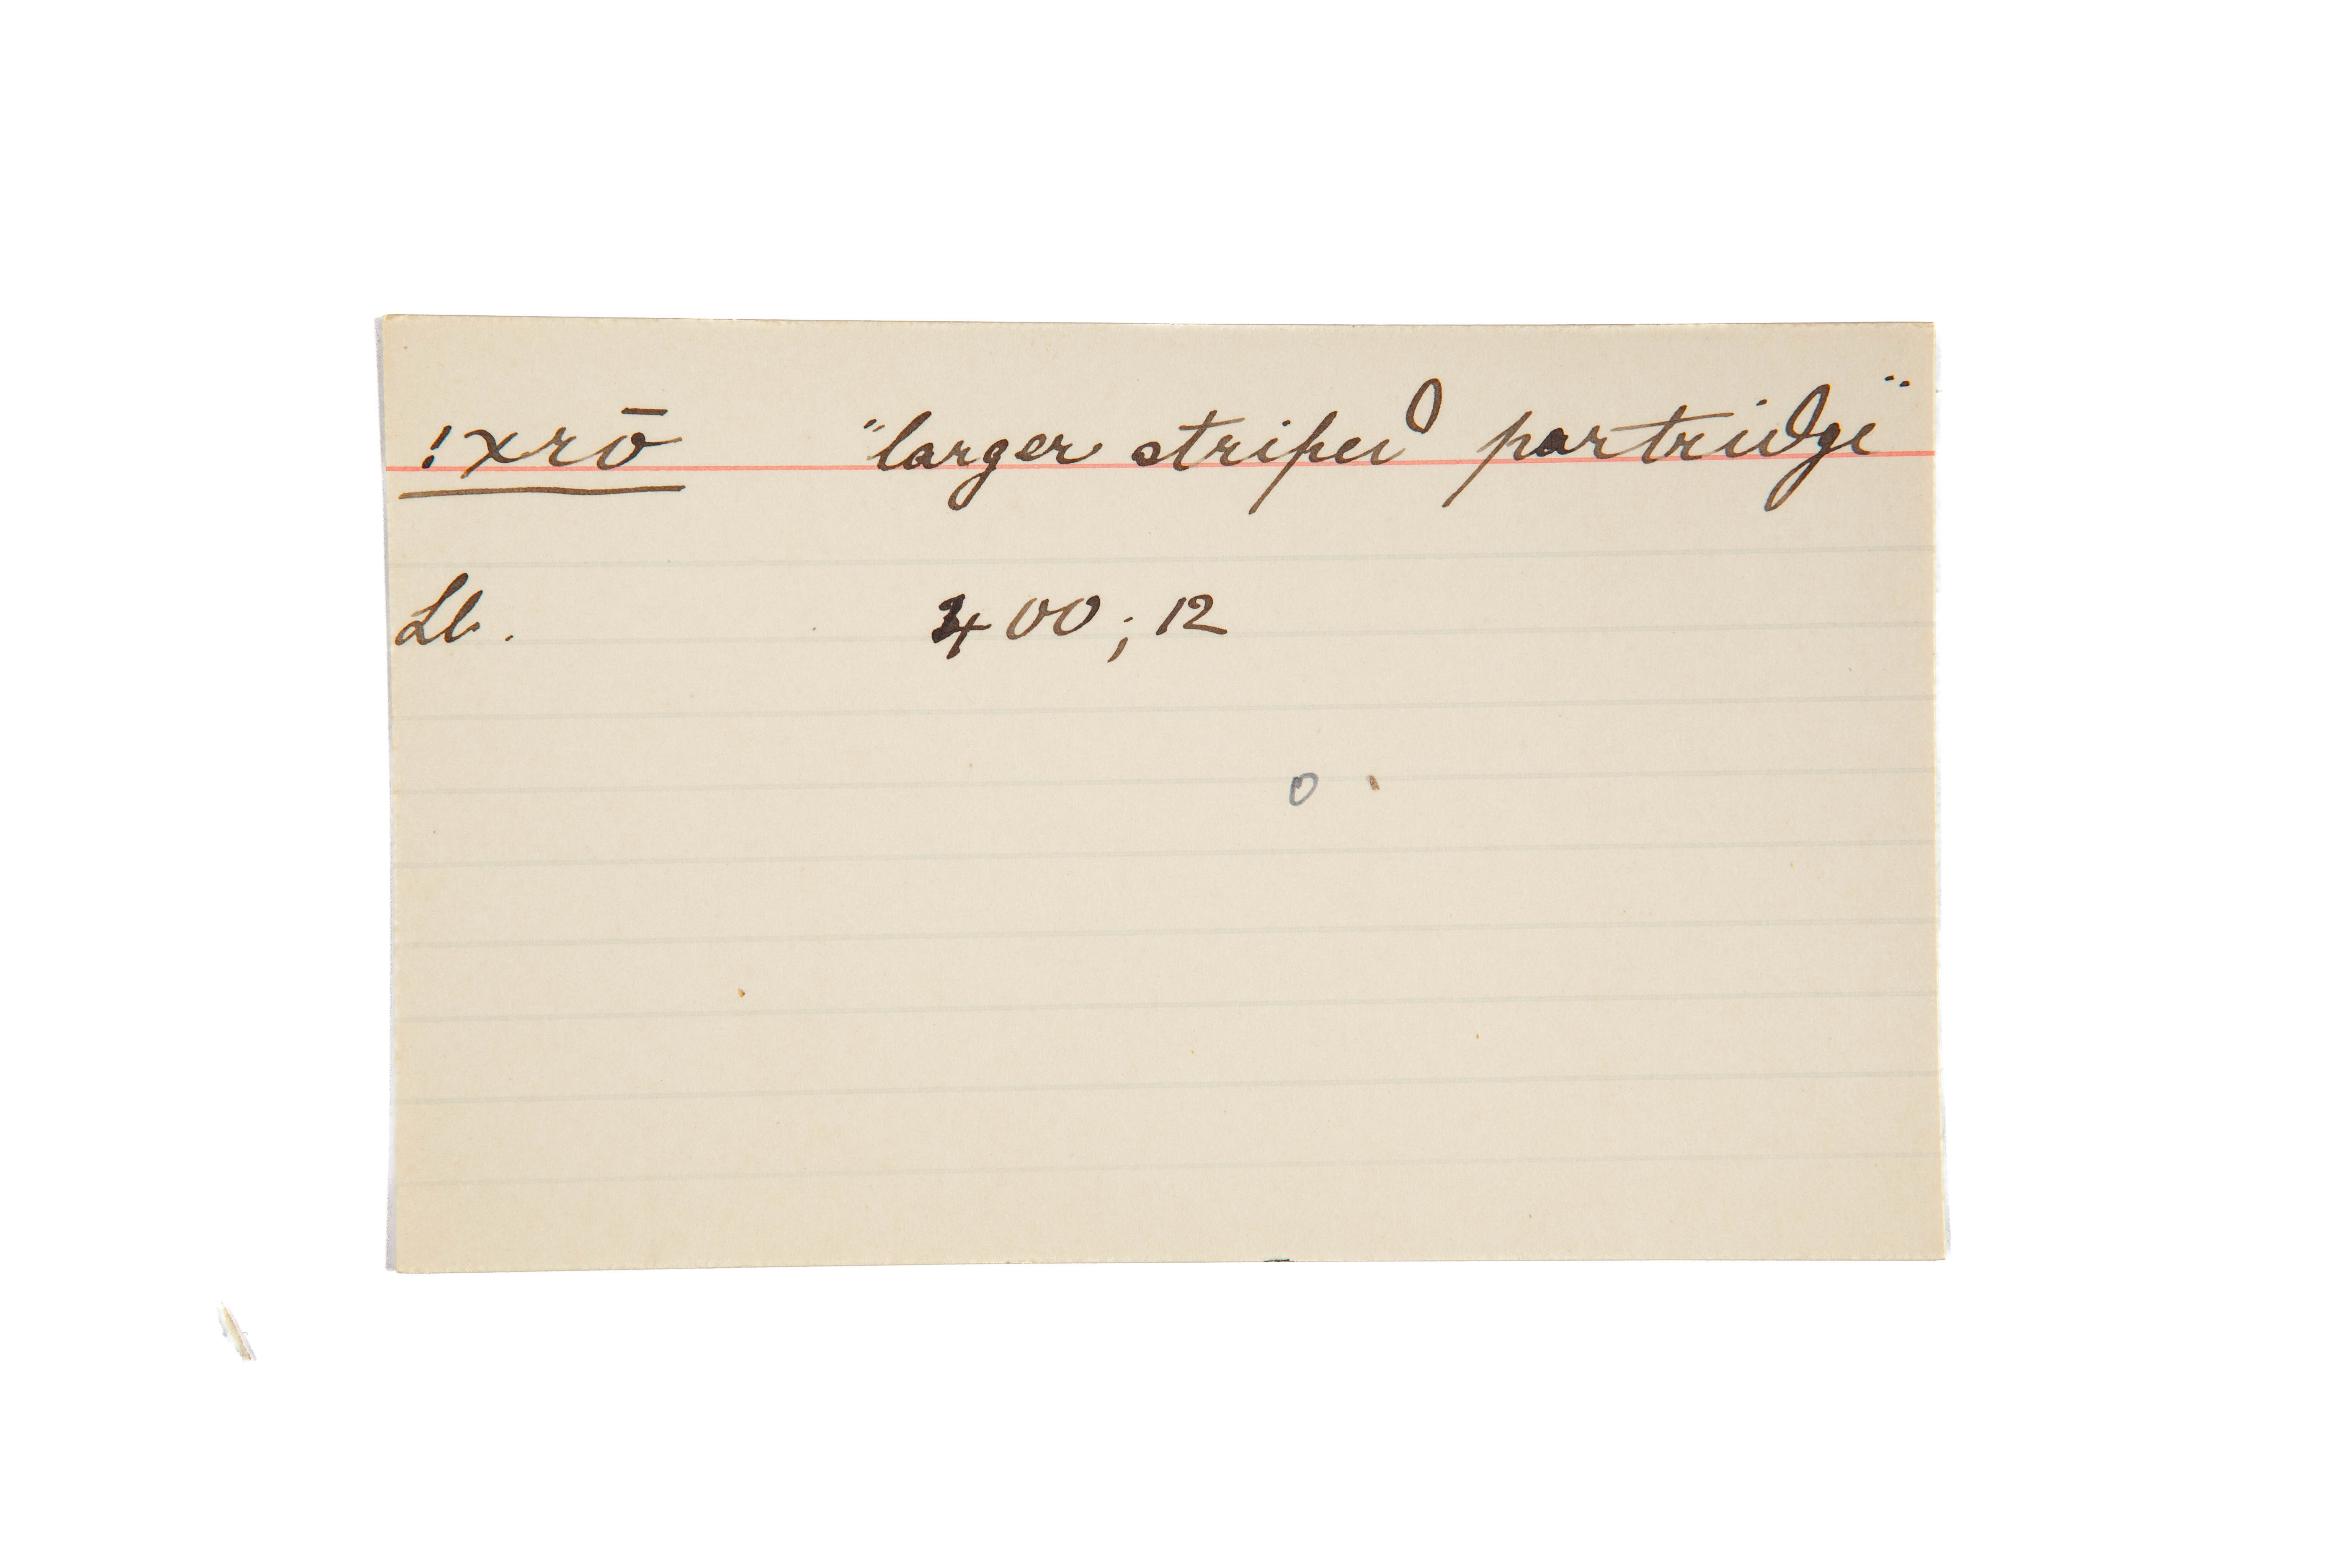 !xrō "larger striped partridge"
Ll. 400; 12
o